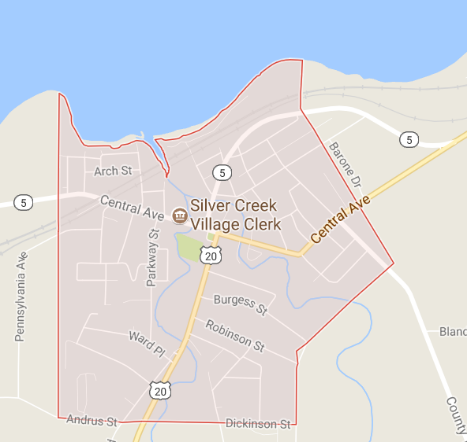 5
Barone Dr
Arch St
5
5
Central Ave
Silver Creek
Village Clerk
Central Ave
Parkway St
20
Pennsylvania Ave
Burgess St
Robinson St
Ward Pl
Blanc
20
County
Andrus St
Dickinson St